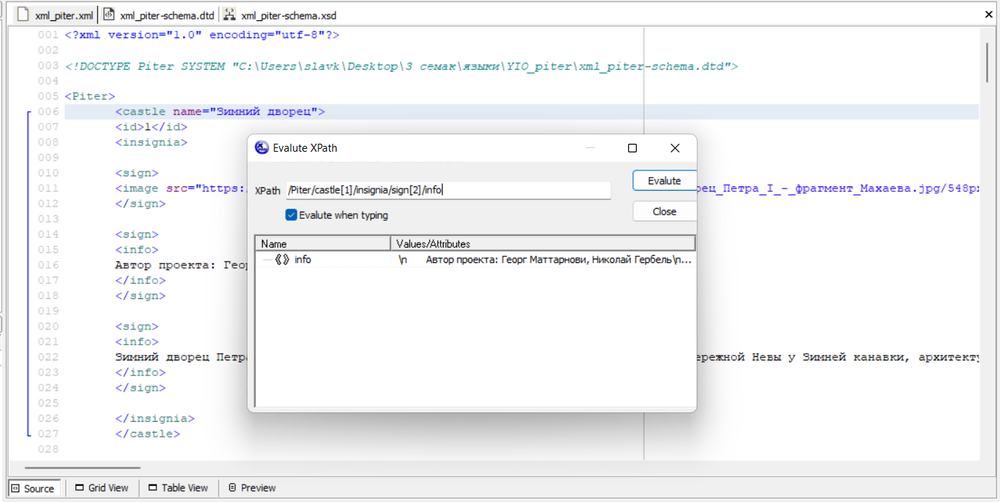 xml_piter.xml xml_piter-schema.dtd xml_piter-schema.xsd
001 <?xml version="1.0" encoding="utf-8"?>
002
003 <!DOCTYPE Piter SYSTEM "C:\Users\slavk\Desktop\3 семак\языки\YIO_piter\xml_piter-schema.dtd">
004
005 <Piter>
006 <castle name="Зимний дворец">
007 <id>1</id>
008 <insignia>
009
010 <sign>
011 <image src="https: рец_Петра_I_-_фрагмент_Махаева.jpg/548px
012 </sign>
013
014 <sign>
015 <info>
016 Автор проекта: Геор
017 </info>
018 </sign>
019
020 <sign>
021 <info>
022 Зимний дворец Петра ережной Невы у Зимней канавки, архитекту
023 </info>
024 </sign>
025
026 </insignia>
027 </castle>
028
Evalute XPath
XPath /Piter/castle[1]/insignia/sign[2]/info Evalute
Evalute when typing Close
Name Values/Attributes
info \n Автор проекта: Георг Маттарнови, Николай Гербель\n...
Source Grid View Table View Preview